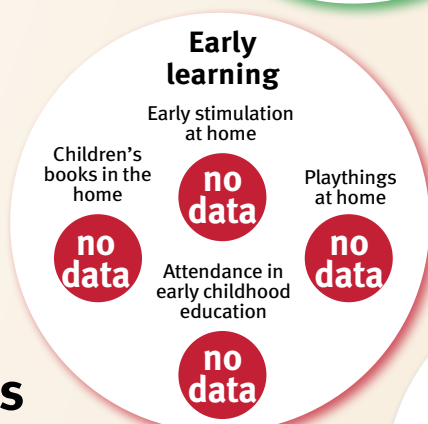 Early
learning
Early stimulation
at home
no
data
Children’s
books in the
home
no
data
Playthings
at home
no
data
Attendance in
early childhood
education
no
data
s